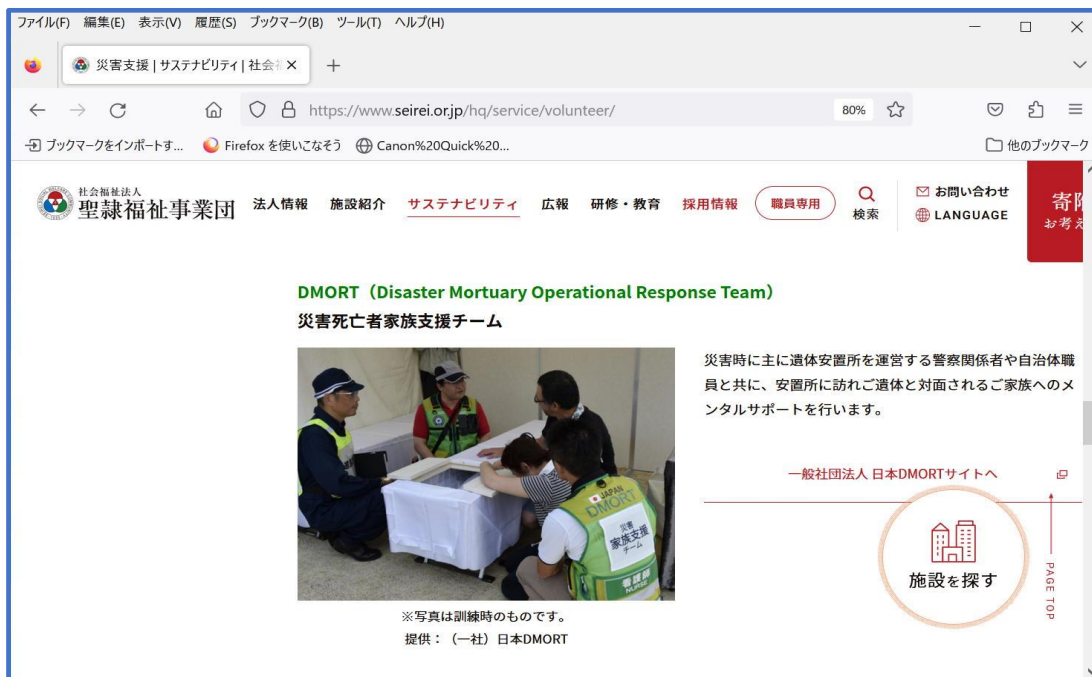 ファイル(F) 編集(E) 表示(V) 履歴(S) ブックマーク(B) ツール(T) ヘルプ(H)
災害支援 | サステナビリティ | 社会
https://www.seirei.or.jp/hq/service/volunteer/ 80%
ブックマークをインポートす... Firefox を使いこなそう Canon%20Quick%20... 他のブックマーク
社会福祉法人
聖隷福祉事業団
法人情報 施設紹介 サステナビリティ 広報 研修・教育 採用情報 職員専用 検索
お問い合わせ
LANGUAGE
お考え
DMORT（Disaster Mortuary Operational Response Team）
災害死亡者家族支援チーム
JAPAN
DMORT
災害
家族支援
チーム
看護師
NURSE
※写真は訓練時のものです。
提供：（一社）日本DMORT
災害時に主に遺体安置所を運営する警察関係者や自治体職
員と共に、安置所に訪れご遺体と対面されるご家族へのメ
ンタルサポートを行います。
一般社団法人 日本DMORTサイトへ
施設を探す
PAGE TOP